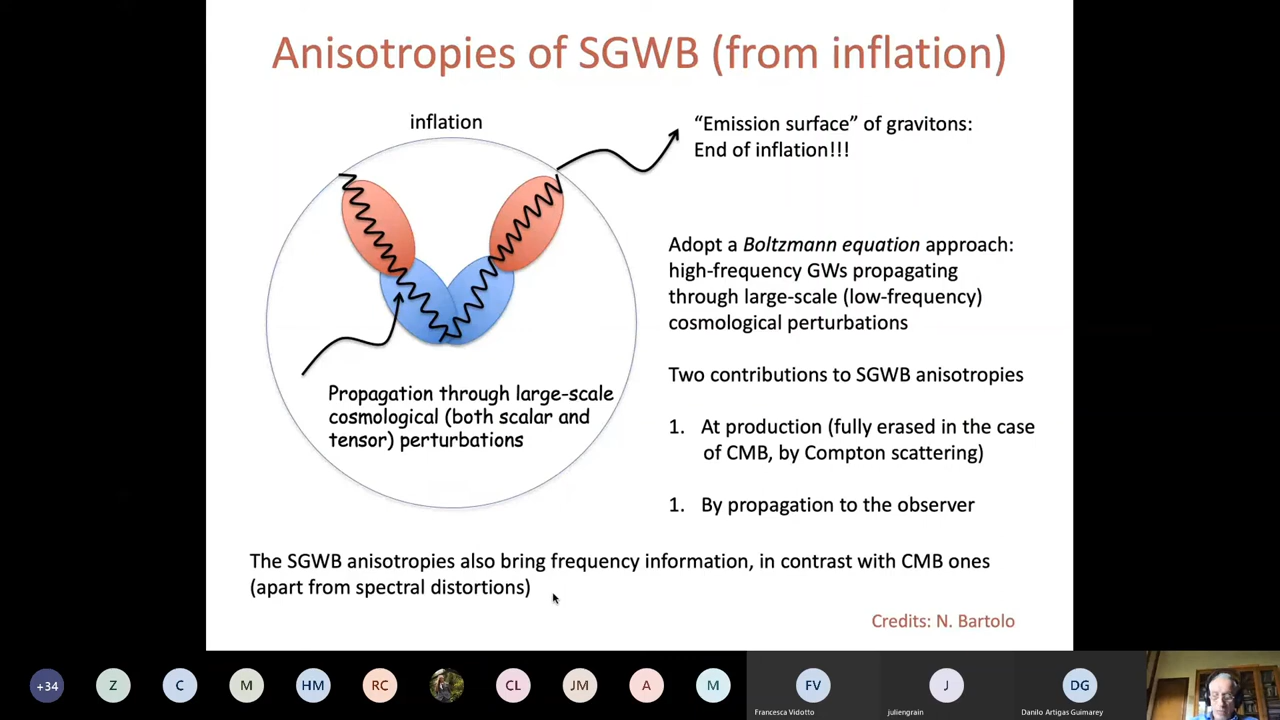 Anisotropies of SGWB (from inflation)
inflation
"Emission surface" of gravitons:
End of inflation!!!
Adopt a Boltzmann equation approach:
high-frequency GWs propagating
through large-scale (low-frequency)
cosmological perturbations
Propagation through large-scale
cosmological (both scalar and
tensor) perturbations
Two contributions to SGWB anisotropies
1. At production (fully erased in the case
of CMB, by Compton scattering)
1. By propagation to the observer
The SGWB anisotropies also bring frequency information, in contrast with CMB ones
(apart from spectral distortions)
Credits: N. Bartolo
+34
Z
C
M
HM
RC
CL
JM
A
M
FV
J
DG
Francesca Vidotto
juliengrain
Danilo Artigas Guimarey